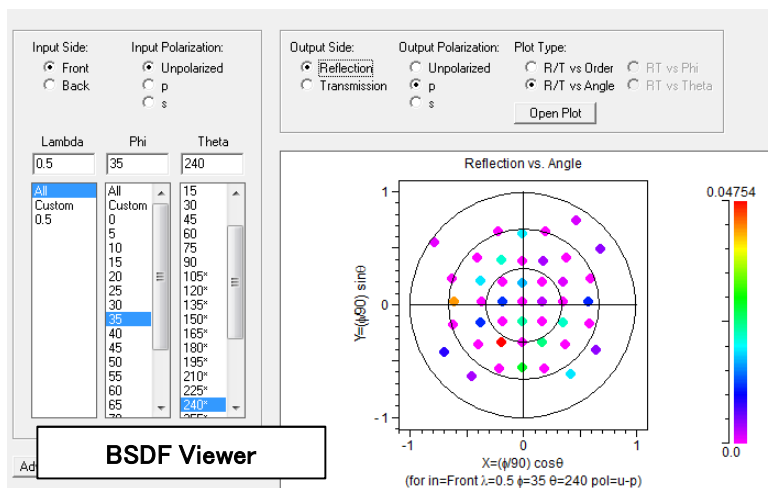 Input Side:
Front
Back
Input Polarization:
Unpolarized
p
s
Lambda
0.5
All
Custom
0.5
Phi
35
All
Custom
0
5
10
15
20
25
30
35
40
45
50
55
60
65
Theta
240
15
30
45
60
75
90
105*
120*
135*
150*
165*
180*
195*
210*
225*
240*
BSDF Viewer
Output Side:
Reflection
Transmission
Output Polarization:
Unpolarized
p
s
Plot Type:
R/T vs Order
R/T vs Angle
RT vs Phi
RT vs Theta
Open Plot
Reflection vs. Angle
1
0
-1
Y=(ϕ/90) sinθ
-1
0
1
X=(ϕ/90) cosθ
(for in=Front λ=0.5 ϕ=35 θ=240 pol=u-p)
0.04754
0.0